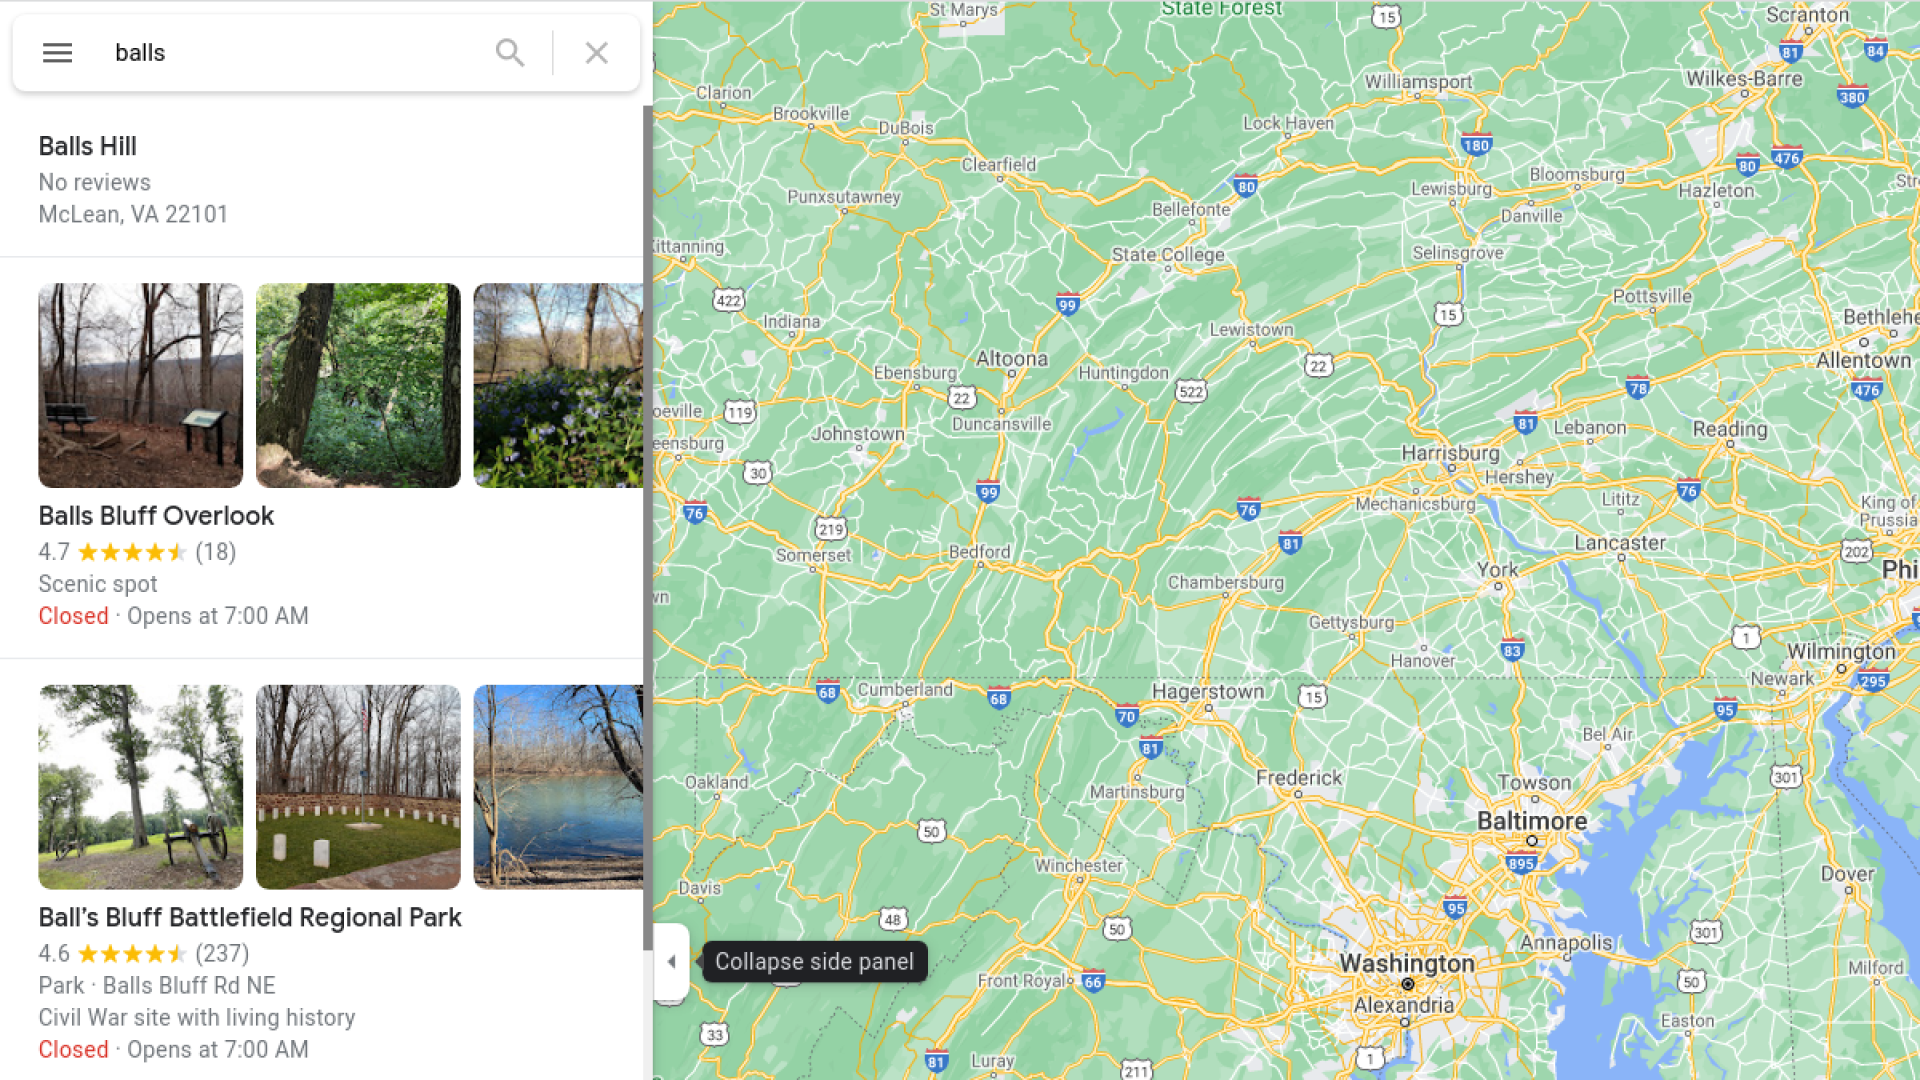 balls
Balls Hill
No reviews
McLean, VA 22101
Balls Bluff Overlook
4.7 (18)
Scenic spot
Closed · Opens at 7:00 AM
Ball's Bluff Battlefield Regional Park
4.6 (237)
Park · Balls Bluff Rd NE
Civil War site with living history
Closed · Opens at 7:00 AM
Collapse side panel
St Marys
State Forest
15
Scranton
81
84
Clarion
Williamsport
Wilkes-Barre
380
Brookville
DuBois
Lock Haven
180
Clearfield
80
476
Punxsutawney
80
Lewisburg
Bloomsburg
Hazleton
Str
Bellefonte
Danville
Kittanning
State College
Selinsgrove
422
99
15
Pottsville
Indiana
Lewistown
Bethlehe
Altoona
22
Allentown
Ebensburg
Huntingdon
22
522
78
476
oeville
119
Duncansville
81
Lebanon
Reading
eensburg
Johnstown
Harrisburg
30
Hershey
99
76
Lititz
76
76
Mechanicsburg
King of
Prussia
219
81
Lancaster
202
Somerset
Bedford
York
Phi
Chambersburg
wn
Gettysburg
1
Hanover
83
Wilmington
68
Cumberland
68
Hagerstown
15
Newark
295
70
95
81
Bel Air
Oakland
Martinsburg
Frederick
Towson
301
50
Baltimore
895
Winchester
Davis
Dover
95
48
50
301
Annapolis
Washington
Milford
Front Royal
66
50
Alexandria
33
Easton
81
Luray
1
211